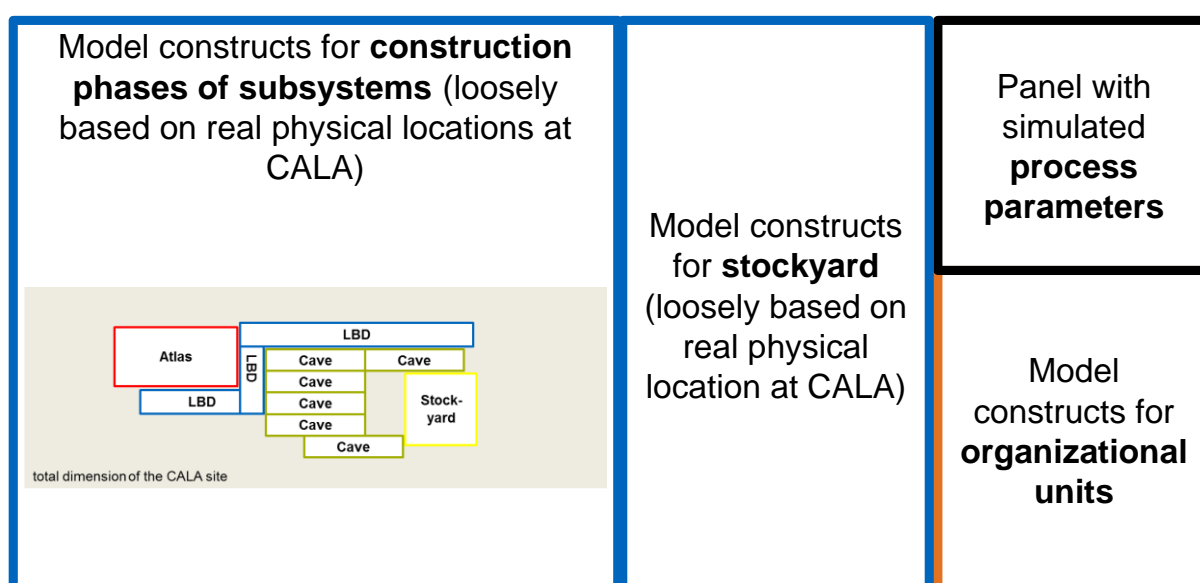 Model constructs for construction
phases of subsystems (loosely
based on real physical locations at
CALA)
Atlas
LBD
LBD
LBD
Cave
Cave
Cave
Cave
Cave
Cave
Stock-
yard
total dimension of the CALA site
Model constructs
for stockyard
(loosely based on
real physical
location at CALA)
Panel with
simulated
process
parameters
Model
constructs for
organizational
units